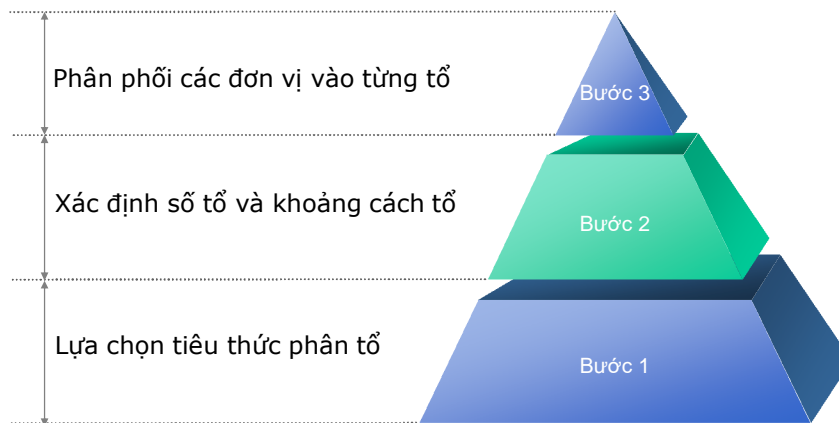 Phân phối các đơn vị vào từng tổ
Bước 3
Xác định số tổ và khoảng cách tổ
Bước 2
Lựa chọn tiêu thức phân tổ
Bước 1